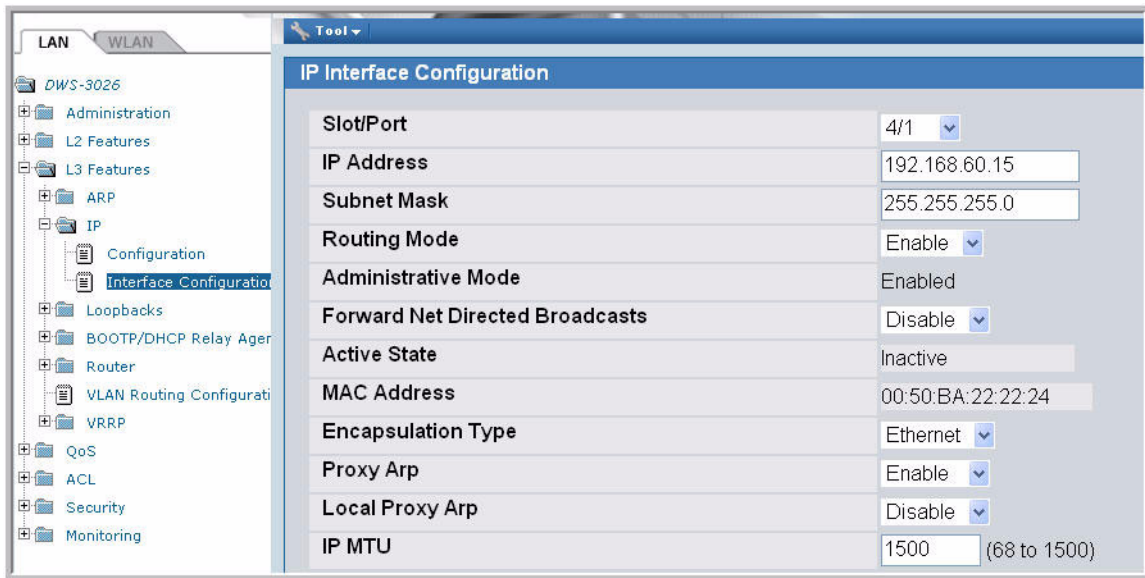 LAN
WLAN
DWS-3026
Administration
L2 Features
L3 Features
ARP
IP
Configuration
Interface Configuratio
Loopbacks
BOOTP/DHCP Relay Ager
Router
VLAN Routing Configurati
VRRP
QoS
ACL
Security
Monitoring
Tool
IP Interface Configuration
Slot/Port 4/1
IP Address 192.168.60.15
Subnet Mask 255.255.255.0
Routing Mode Enable
Administrative Mode Enabled
Forward Net Directed Broadcasts Disable
Active State Inactive
MAC Address 00:50:BA:22:22:24
Encapsulation Type Ethernet
Proxy Arp Enable
Local Proxy Arp Disable
IP MTU 1500 (68 to 1500)